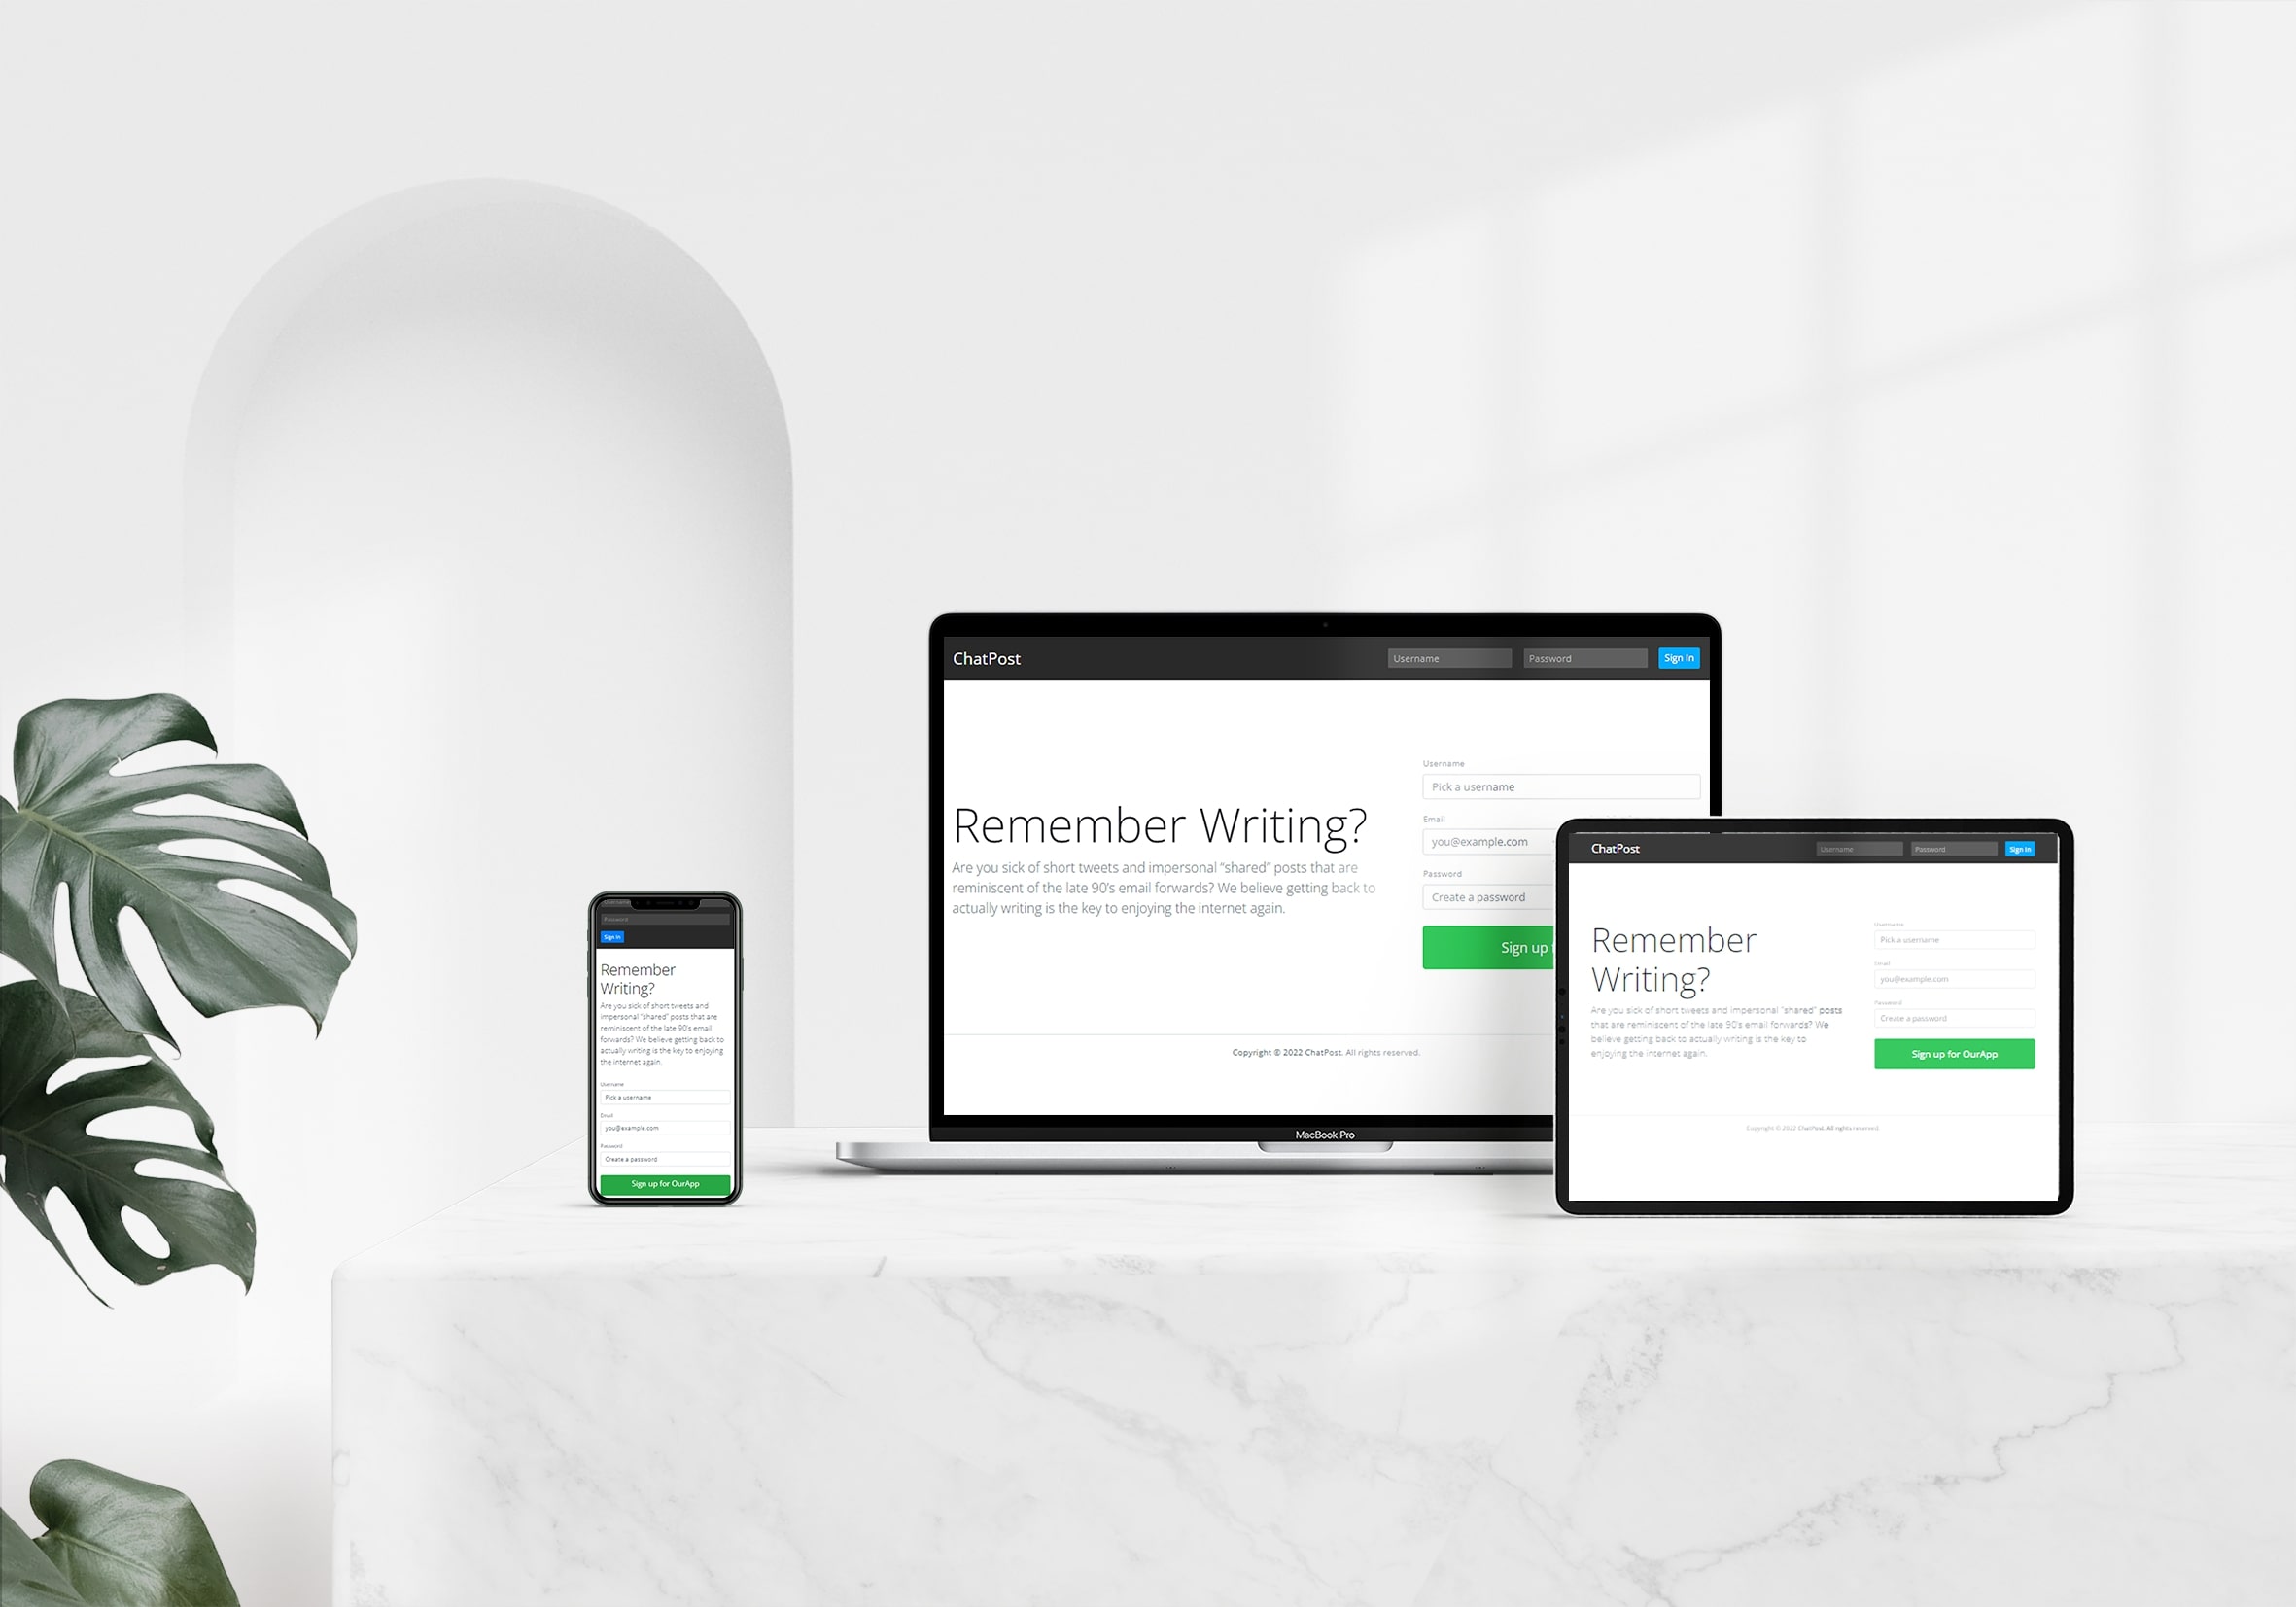 ChatPost
Username
Password
Sign In
Remember Writing?
Are you sick of short tweets and impersonal “shared” posts that are
reminiscent of the late 90’s email forwards? We believe getting back to
actually writing is the key to enjoying the internet again.
Username
Pick a username
Email
you@example.com
Password
Create a password
Sign up
Copyright © 2022 ChatPost. All rights reserved.
MacBook Pro
Password
Sign In
Remember
Writing?
Are you sick of short tweets and
impersonal “shared” posts that are
reminiscent of the late 90’s email
forwards? We believe getting back to
actually writing is the key to enjoying
the internet again.
Username
Pick a username
Email
you@example.com
Password
Create a password
Sign up for OurApp
ChatPost
Username
Password
Sign In
Remember
Writing?
Are you sick of short tweets and impersonal “shared” posts
that are reminiscent of the late 90’s email forwards? We
believe getting back to actually writing is the key to
enjoying the internet again.
Username
Pick a username
Email
you@example.com
Password
Create a password
Sign up for OurApp
Copyright © 2022 ChatPost. All rights reserved.